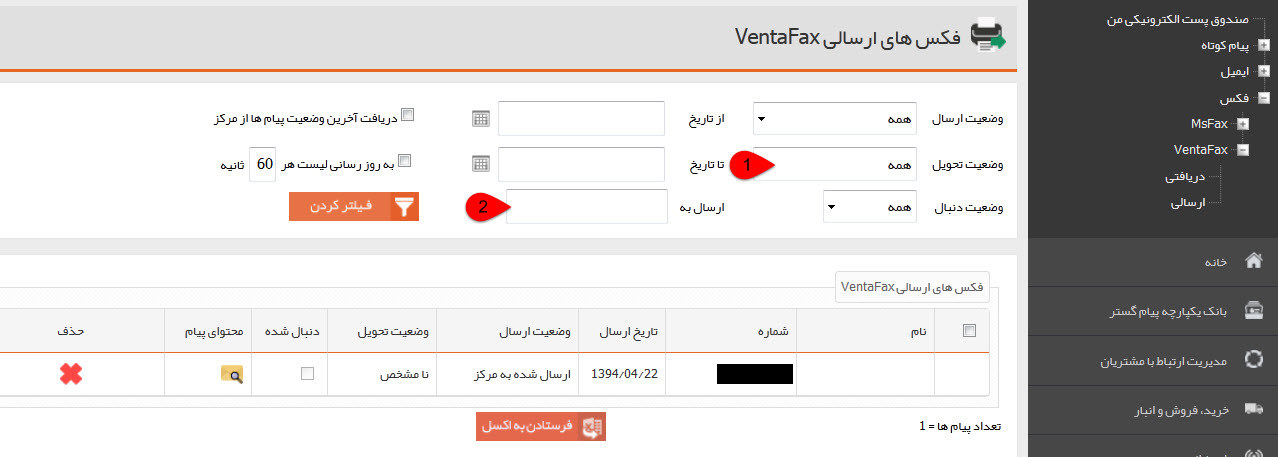 صندوق پست الکترونیکی من
پیام کوتاه
ایمیل
فکس
MsFax
VentaFax
دریافتی
ارسالی
خانه
بانک یکپارچه پیام گستر
مدیریت ارتباط با مشتریان
خرید، فروش و انبار
فکس های ارسالی VentaFax
وضعیت ارسال همه از تاریخ دریافت آخرین وضعیت پیام ها از مرکز
وضعیت تحویل همه 1 تا تاریخ به روز رسانی لیست هر 60 ثانیه
وضعیت دنبال همه ارسال به 2 فیلتر کردن
فکس های ارسالی VentaFax
نام شماره تاریخ ارسال وضعیت ارسال وضعیت تحویل دنبال شده محتوای پیام حذف
1394/04/22 ارسال شده به مرکز نا مشخص
تعداد پیام ها = 1
فرستادن به اکسل